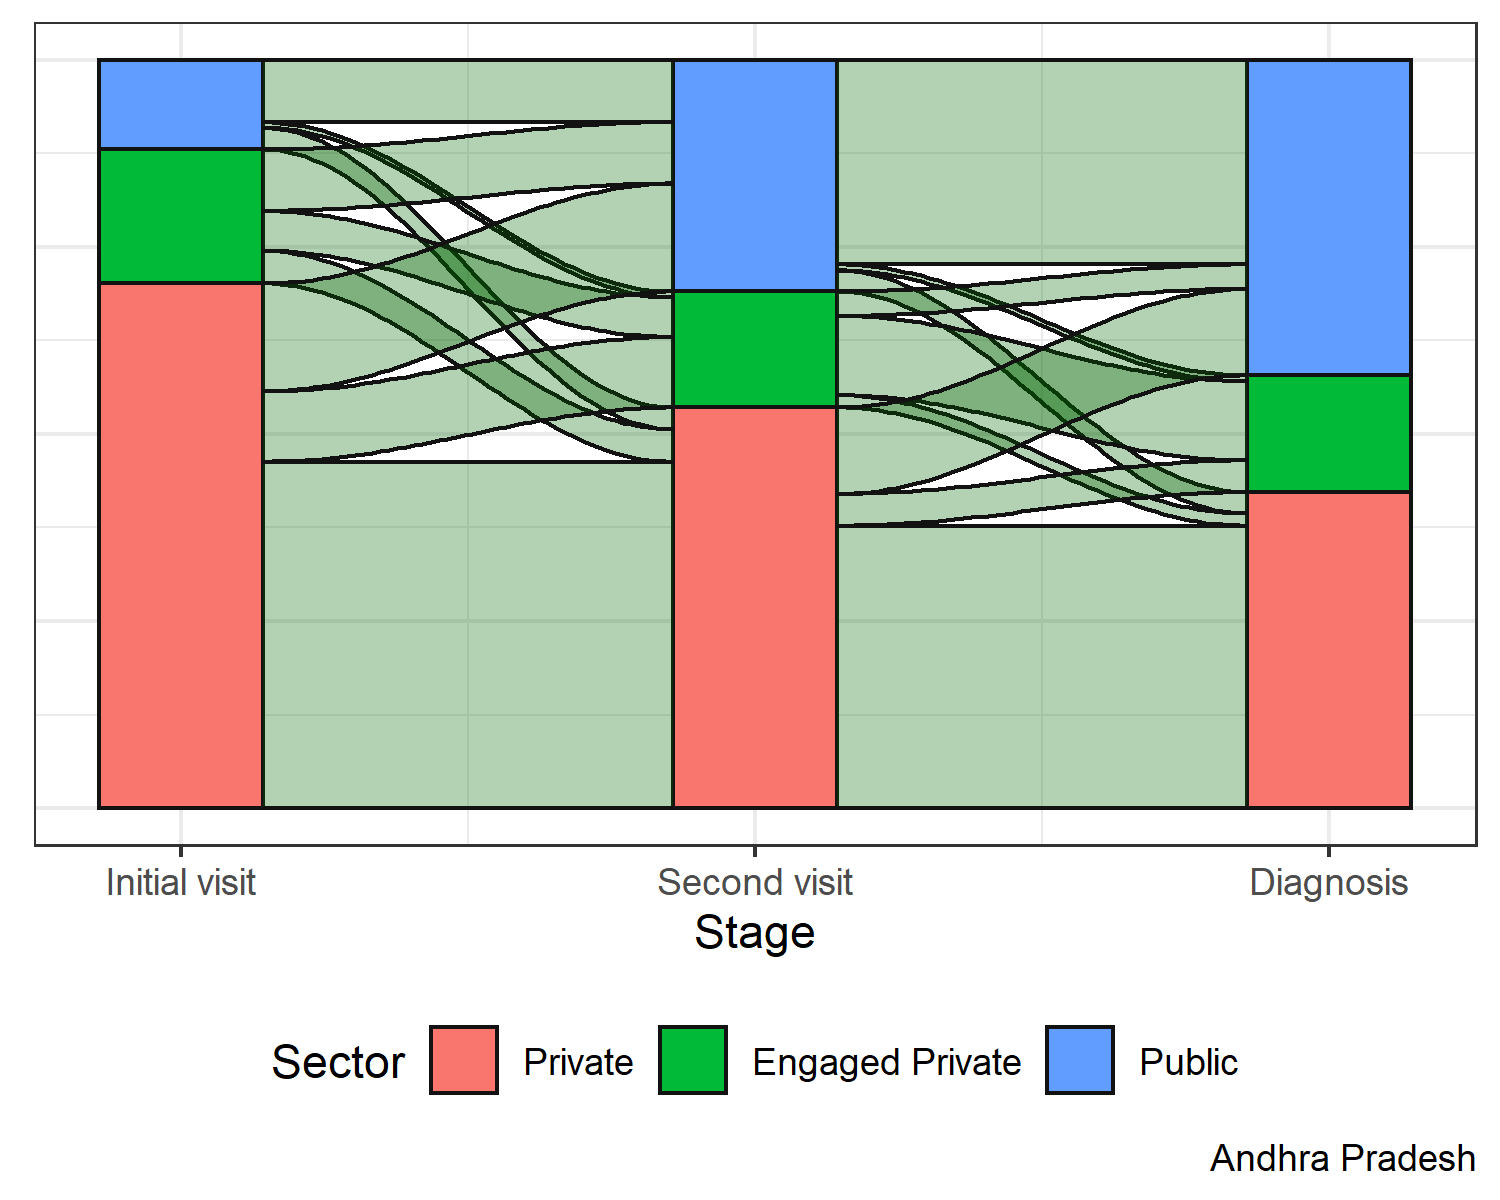 Initial visit Second visit Diagnosis
Stage
Sector Private Engaged Private Public
Andhra Pradesh